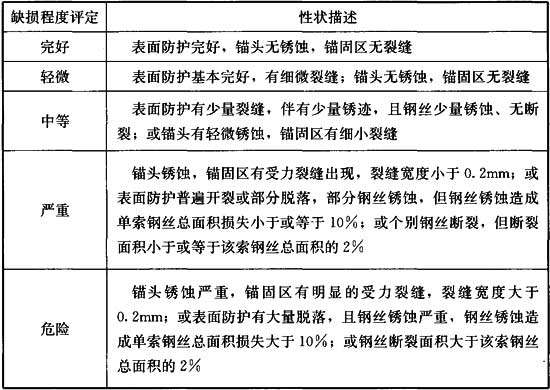 缺损程度评定 性状描述
完好 表面防护完好，锚头无锈蚀，锚固区无裂缝
轻微 表面防护基本完好，有细微裂缝；锚头无锈蚀，锚固区无裂缝
中等 表面防护有少量裂缝，伴有少量锈迹，且钢丝少量锈蚀、无断
裂；或锚头有轻微锈蚀，锚固区有细小裂缝
严重 锚头锈蚀，锚固区有受力裂缝出现，裂缝宽度小于0.2mm；或
表面防护普遍开裂或部分脱落，部分钢丝锈蚀，但钢丝锈蚀造成
单索钢丝总面积损失小于或等于10%；或个别钢丝断裂，但断裂
面积小于或等于该索钢丝总面积的2%
危险 锚头锈蚀严重，锚固区有明显的受力裂缝，裂缝宽度大于
0.2mm；或表面防护有大量脱落，且钢丝锈蚀严重，钢丝锈蚀造
成单索钢丝总面积损失大于10%；或钢丝断裂面积大于该索钢丝
总面积的2%